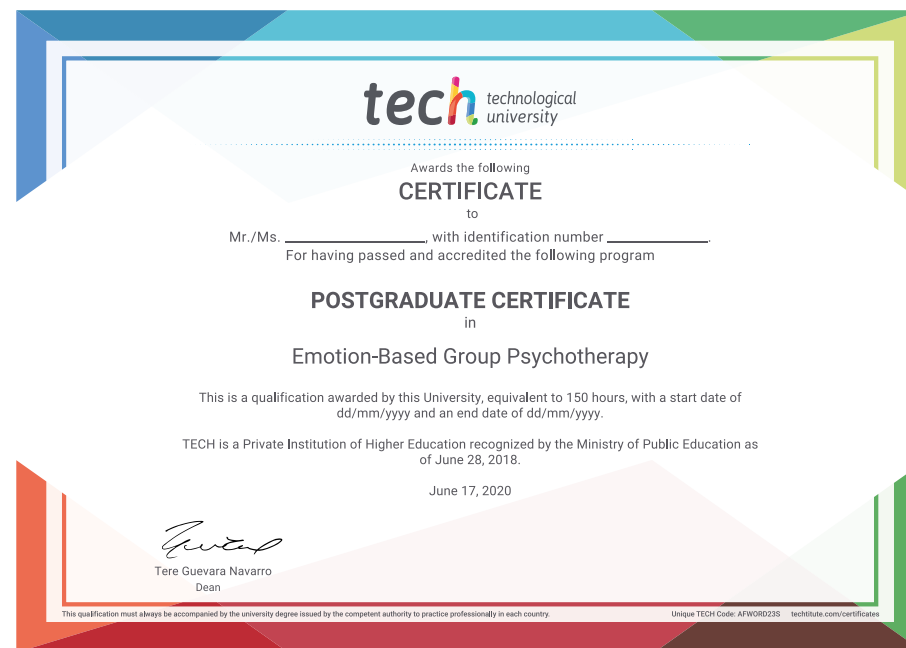 tech technological
university
Awards the following
CERTIFICATE
to
Mr./Ms. ____________, with identification number _________.
For having passed and accredited the following program
POSTGRADUATE CERTIFICATE
in
Emotion-Based Group Psychotherapy
This is a qualification awarded by this University, equivalent to 150 hours, with a start date of
dd/mm/yyyy and an end date of dd/mm/yyyy.
TECH is a Private Institution of Higher Education recognized by the Ministry of Public Education as
of June 28, 2018.
June 17, 2020
Tere Guevara Navarro
Dean
This qualification must always be accompanied by the university degree issued by the competent authority to practice professionally in each country. Unique TECH Code: AFWORD23S techtitute.com/certificates